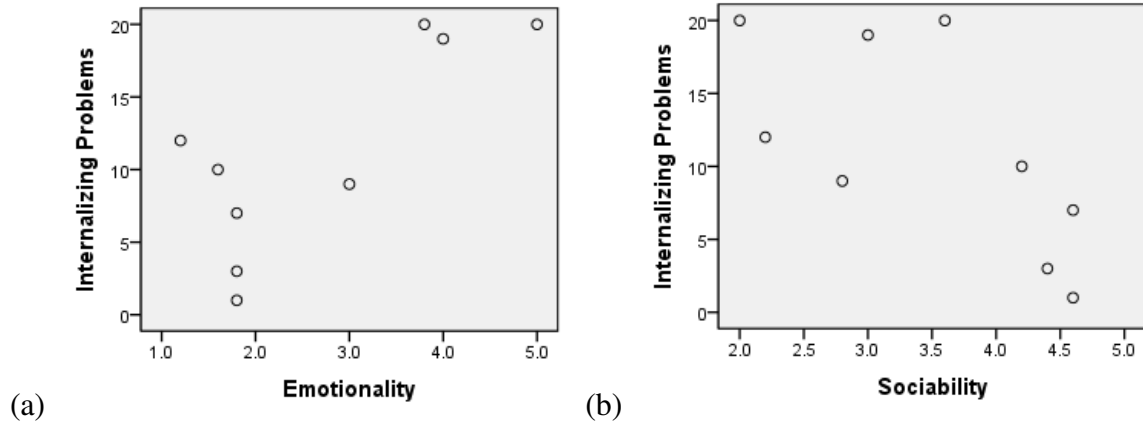 Internalizing Problems
20
15
10
5
0
1.0 2.0 3.0 4.0 5.0
Emotionality
(a)
Internalizing Problems
20
15
10
5
0
2.0 2.5 3.0 3.5 4.0 4.5 5.0
Sociability
(b)